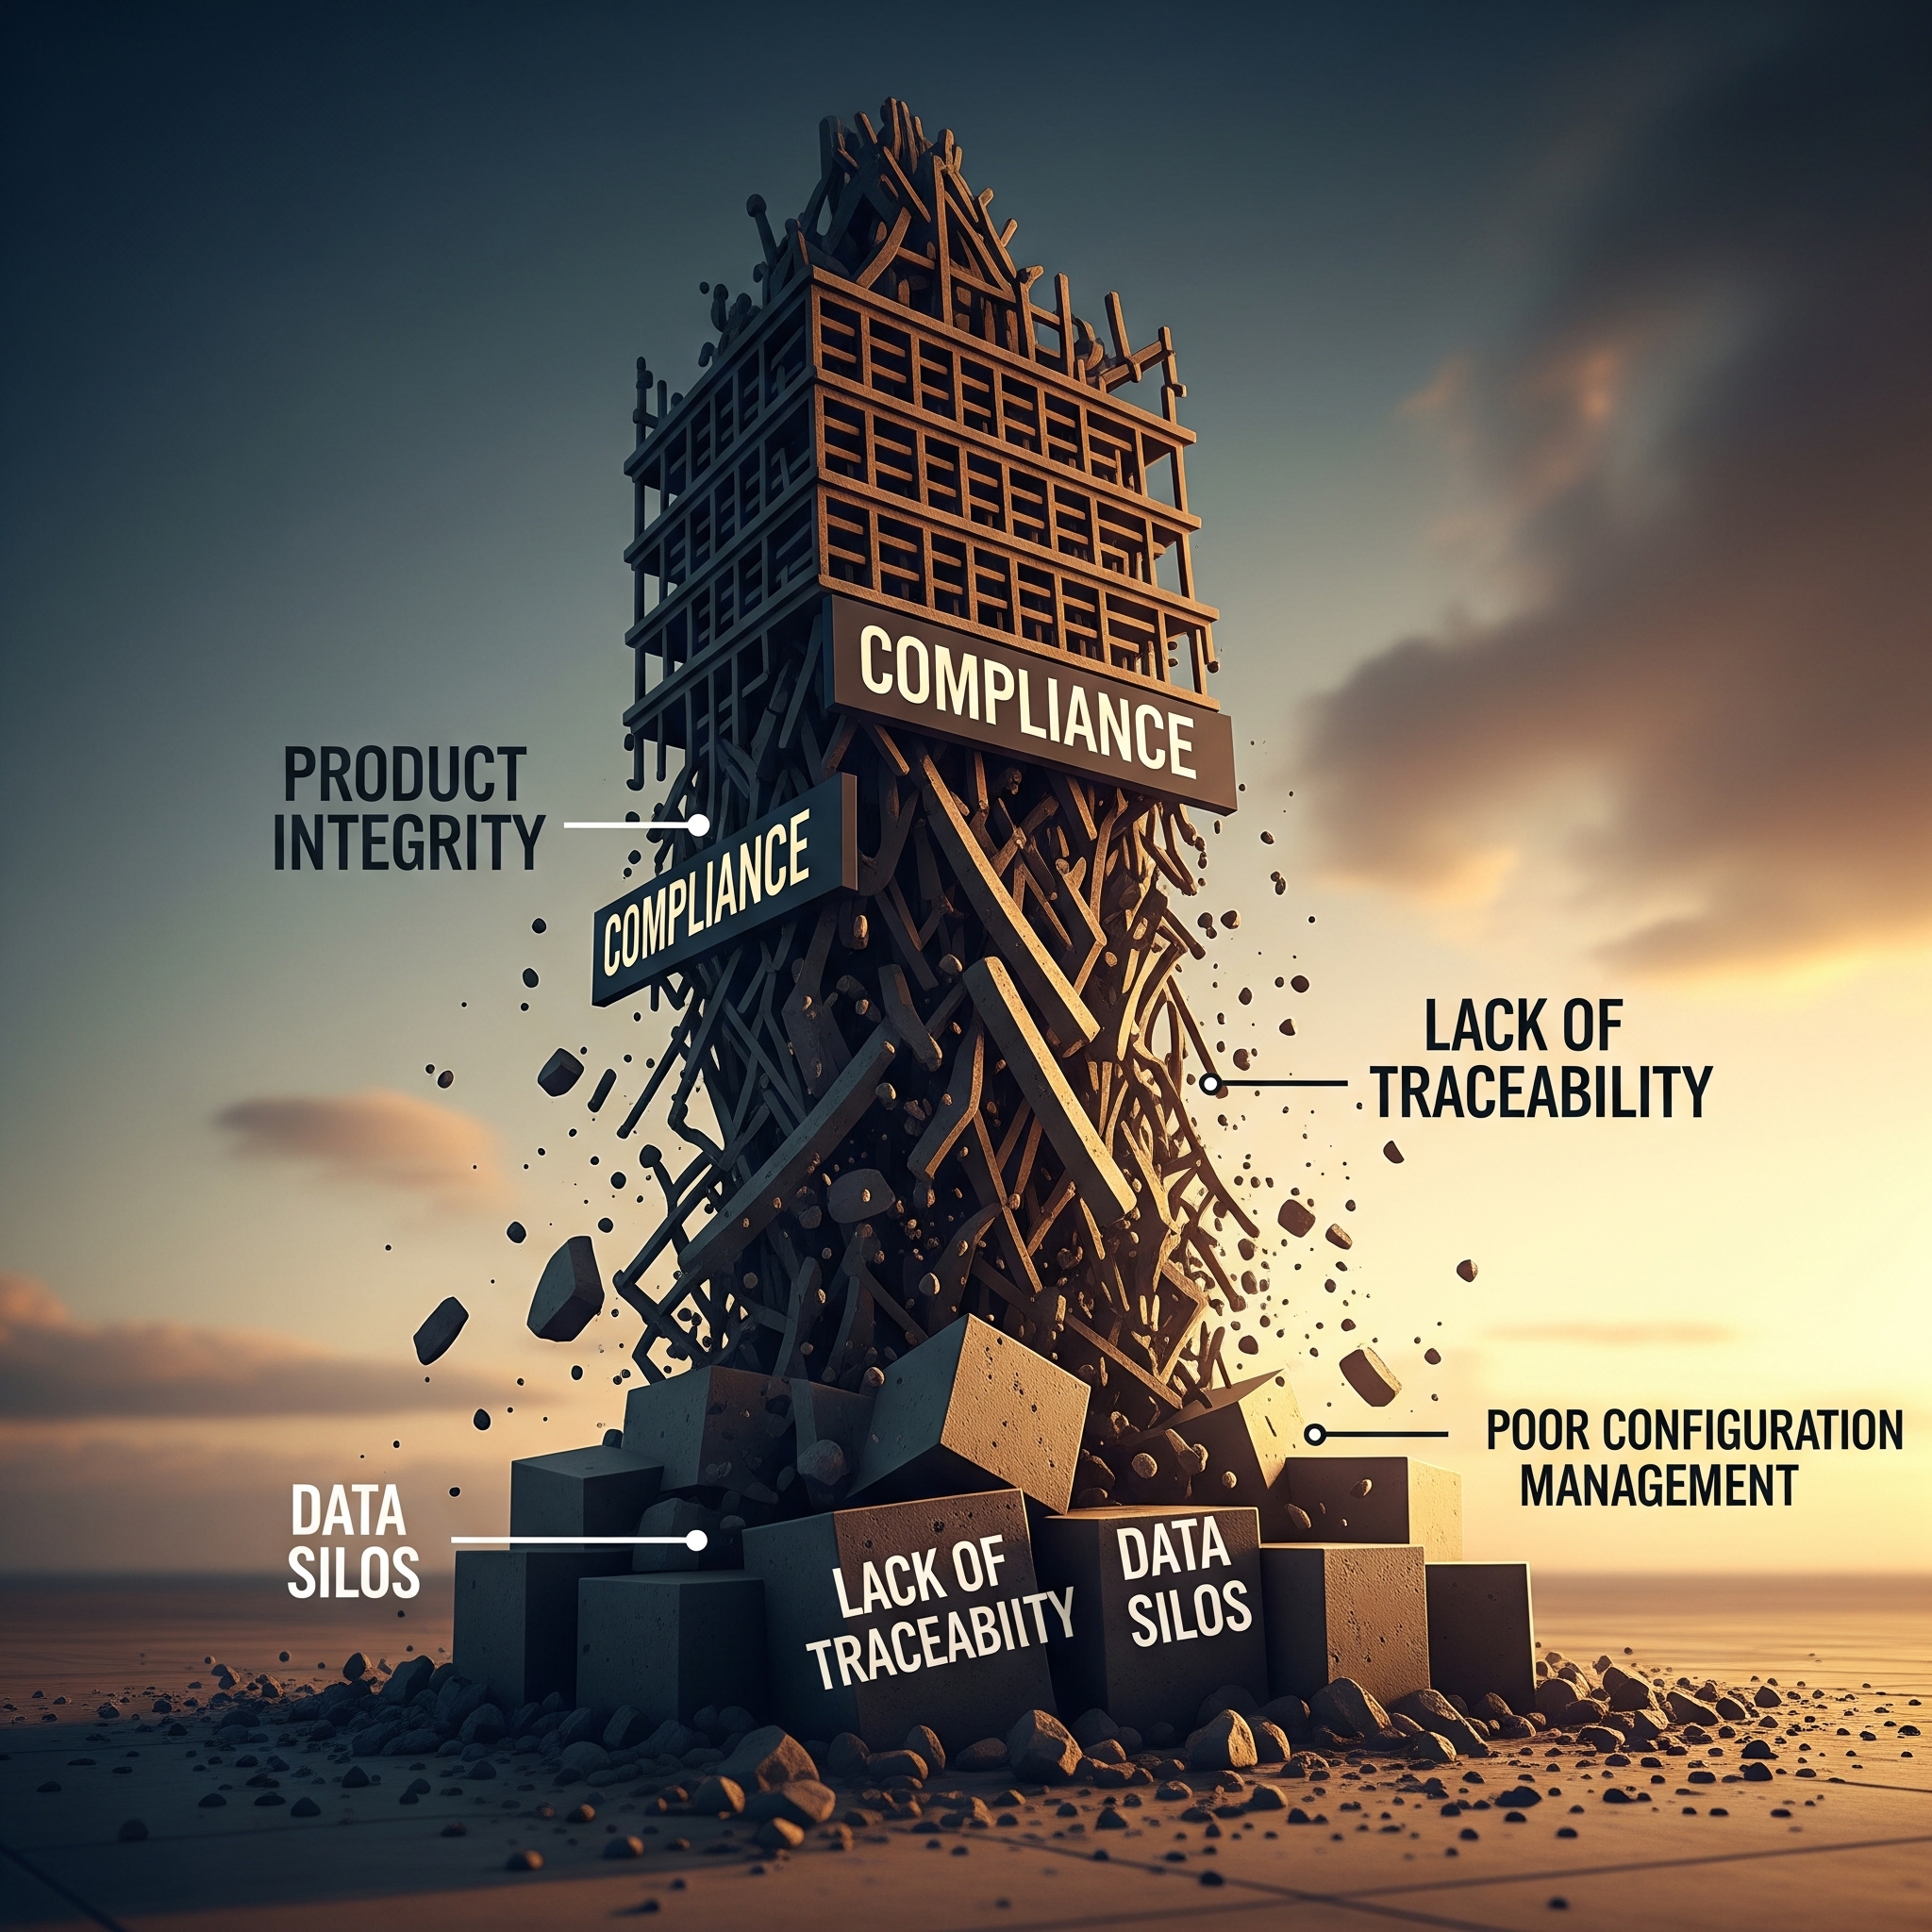 COMPLIANCE
PRODUCT
INTEGRITY
COMPLIANCE
LACK OF
TRACEABILITY
POOR CONFIGURATION
MANAGEMENT
DATA
SILOS
LACK OF
TRACEABIITY
DATA
SILOS